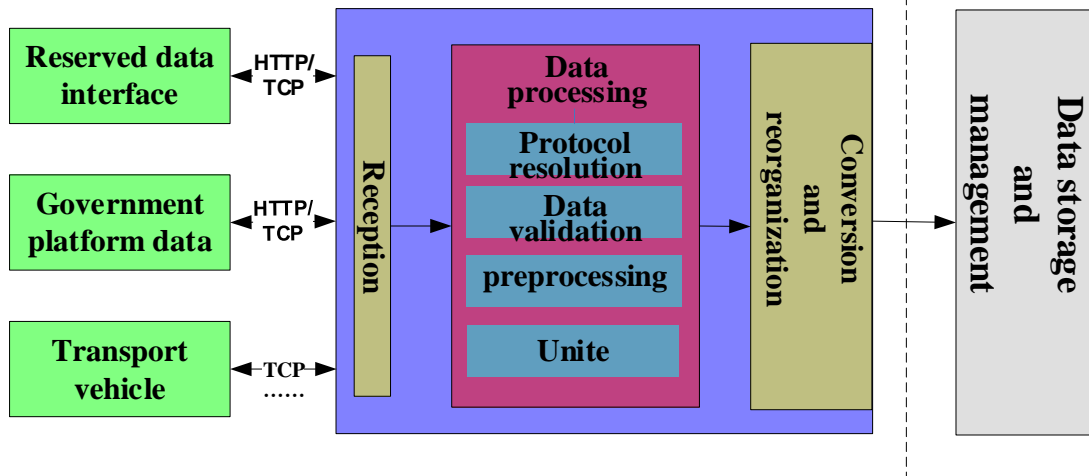 Reserved data
interface
HTTP/
TCP
Government
platform data
HTTP/
TCP
Transport
vehicle
TCP
......
Reception
Data
processing
Protocol
resolution
Data
validation
preprocessing
Unite
Conversion
and
reorganization
Data storage
and
management